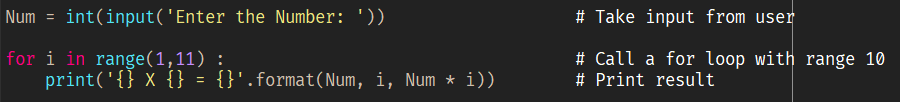 Num = int(input('Enter the Number: '))                    # Take input from user
for i in range(1,11) :                                    # Call a for loop with range 10
    print('{} X {} = {}'.format(Num, i, Num * i))         # Print result